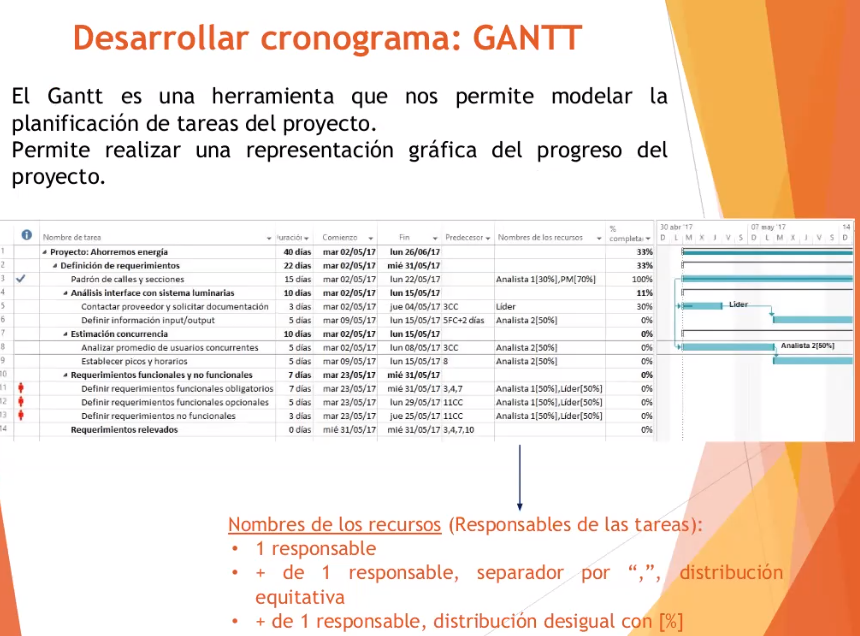 Desarrollar cronograma: GANTT
El Gantt es una herramienta que nos permite modelar la
planificación de tareas del proyecto.
Permite realizar una representación gráfica del progreso del
proyecto.
Nombre de tarea Comienzo Fin Predecesor Nombres de los recursos % completa 30 abr '17 07 may '17 14
D L M X J V S D L M X J V S D
1 Proyecto: Ahorremos energía 40 días mar 02/05/17 lun 26/06/17 33%
2 Definición de requerimientos 22 días mar 02/05/17 mié 31/05/17 33%
3 Padrón de calles y secciones 15 días mar 02/05/17 lun 22/05/17 Analista 1[30%],PM[70%] 100%
4 Análisis interface con sistema luminarias 10 días mar 02/05/17 lun 15/05/17 11%
5 Contactar proveedor y solicitar documentación 3 días mar 02/05/17 jue 04/05/17 3CC Líder 30% Líder
6 Definir información input/output 5 días mar 09/05/17 lun 15/05/17 5FC+2 días Analista 2[50%] 0%
7 Estimación concurrencia 10 días mar 02/05/17 lun 15/05/17 0%
8 Analizar promedio de usuarios concurrentes 5 días mar 02/05/17 lun 08/05/17 3CC Analista 2[50%] 0% Analista 2[50%]
9 Establecer picos y horarios 5 días mar 09/05/17 lun 15/05/17 8 Analista 2[50%] 0%
10 Requerimientos funcionales y no funcionales 7 días mar 23/05/17 mié 31/05/17 0%
11 Definir requerimientos funcionales obligatorios 7 días mar 23/05/17 mié 31/05/17 3,4,7 Analista 1[50%],Líder[50%] 0%
12 Definir requerimientos funcionales opcionales 5 días mar 23/05/17 lun 29/05/17 11CC Analista 1[50%],Líder[50%] 0%
13 Definir requerimientos no funcionales 3 días mar 23/05/17 jue 25/05/17 11CC Analista 1[50%],Líder[50%] 0%
14 Requerimientos relevados 0 días mié 31/05/17 mié 31/05/17 3,4,7,10 0%
Nombres de los recursos (Responsables de las tareas):
• 1 responsable
• + de 1 responsable, separador por “,”, distribución
equitativa
• + de 1 responsable, distribución desigual con [%]